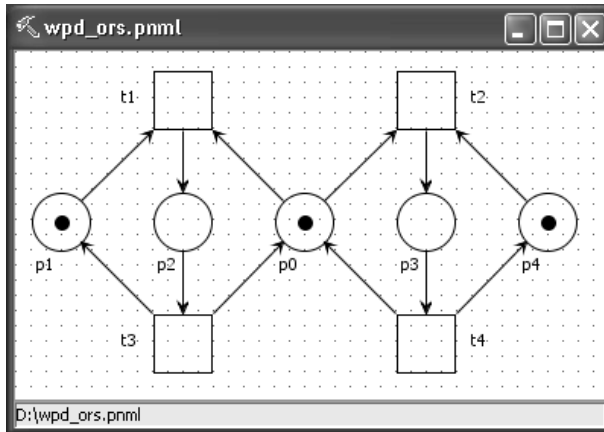 wpd_ors.pnml
t1
t2
p1
p2
p0
p3
p4
t3
t4
D:\wpd_ors.pnml